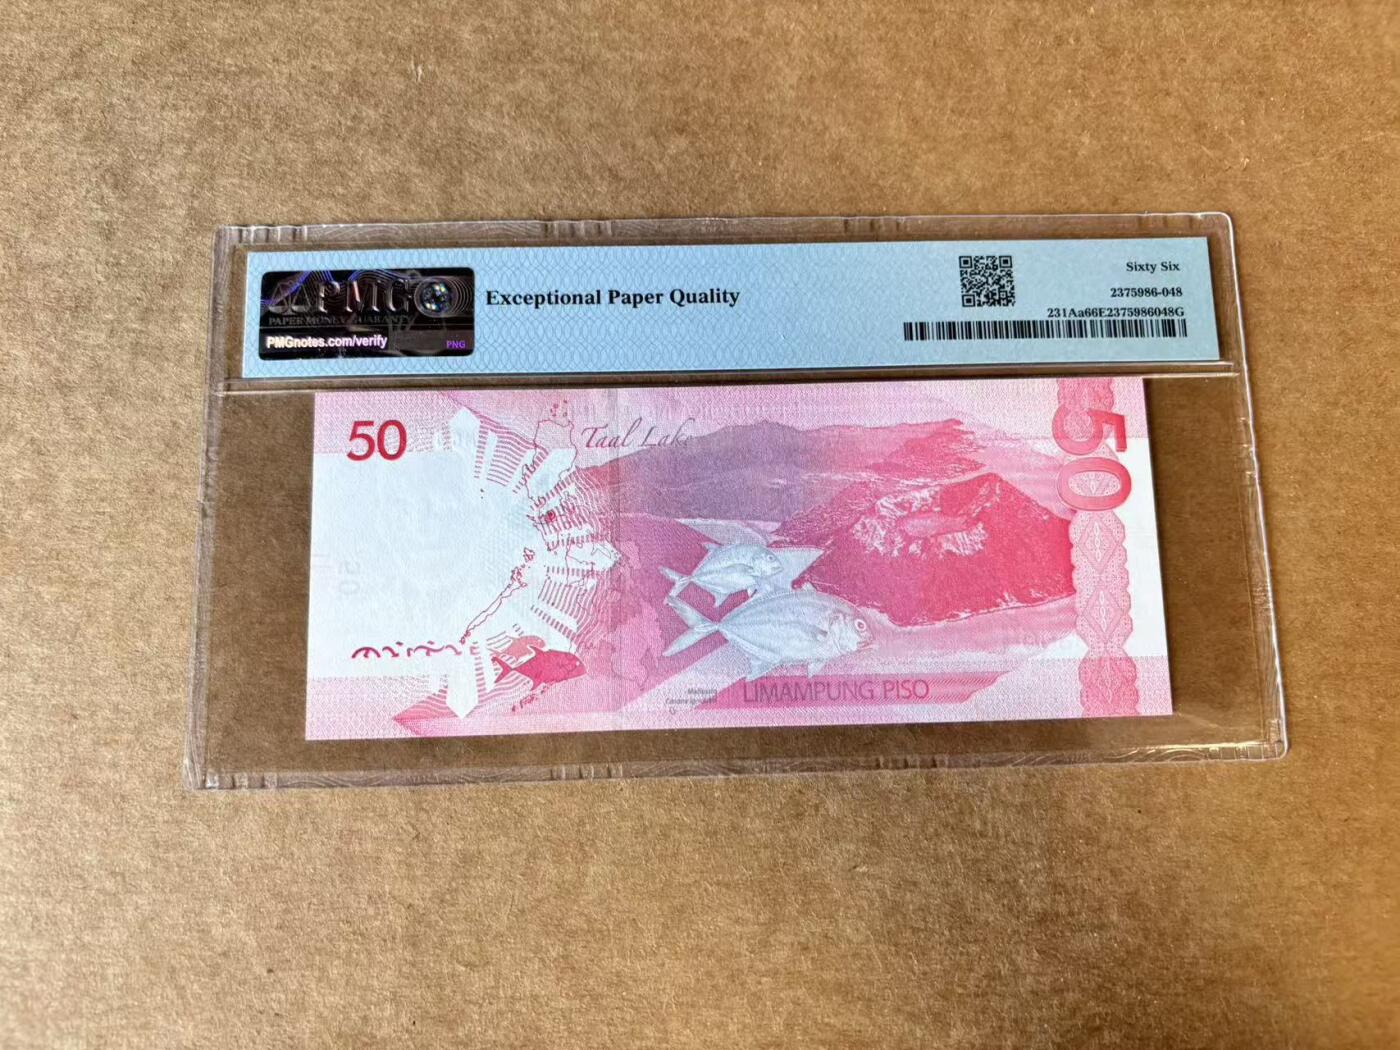 PMG
PAPER MONEY GUARANTY
PMGnotes.com/verify
PNG
Exceptional Paper Quality
Sixty Six
2375986-048
231Aa66E2375986048G
50
Taal Lake
50
Maliputo
LIMAMPUNG PISO